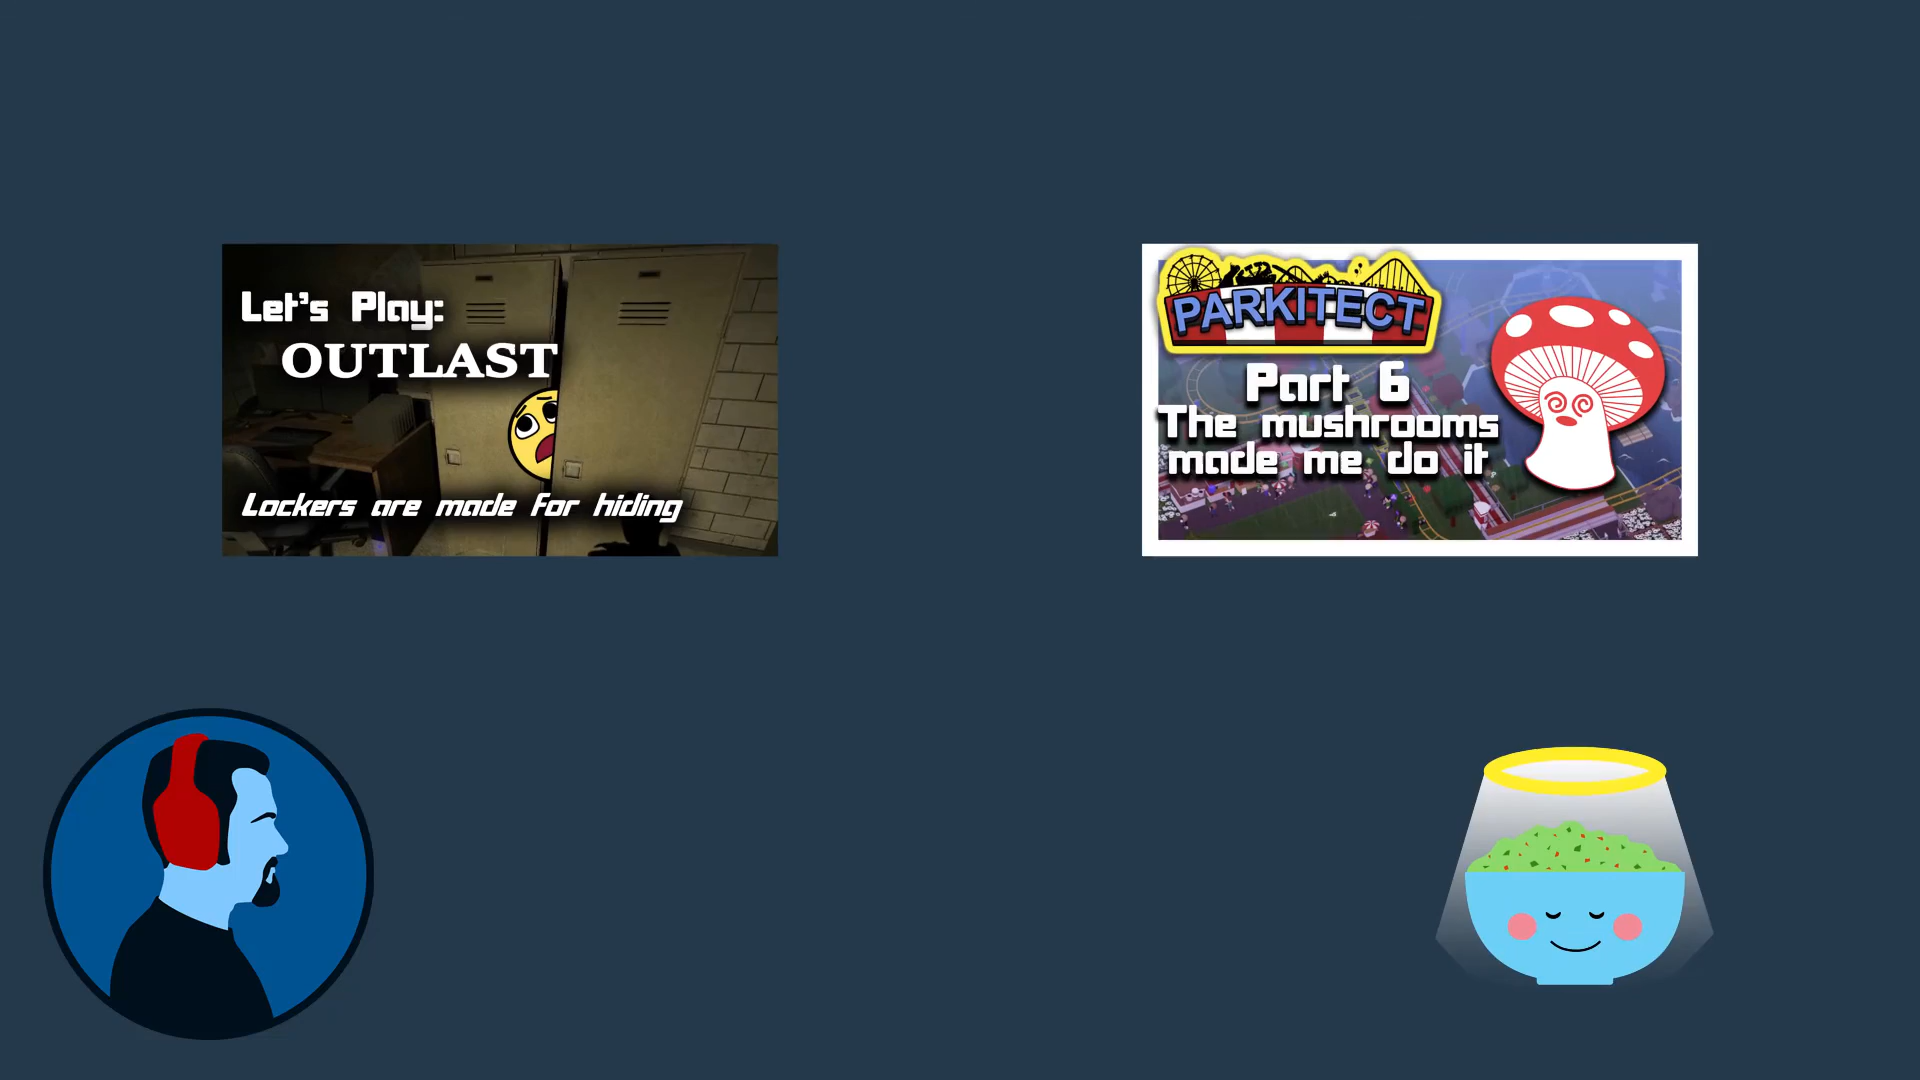 Let's Play:
OUTLAST
Lockers are made for hiding
PARKITECT
Part 6
The mushrooms
made me do it